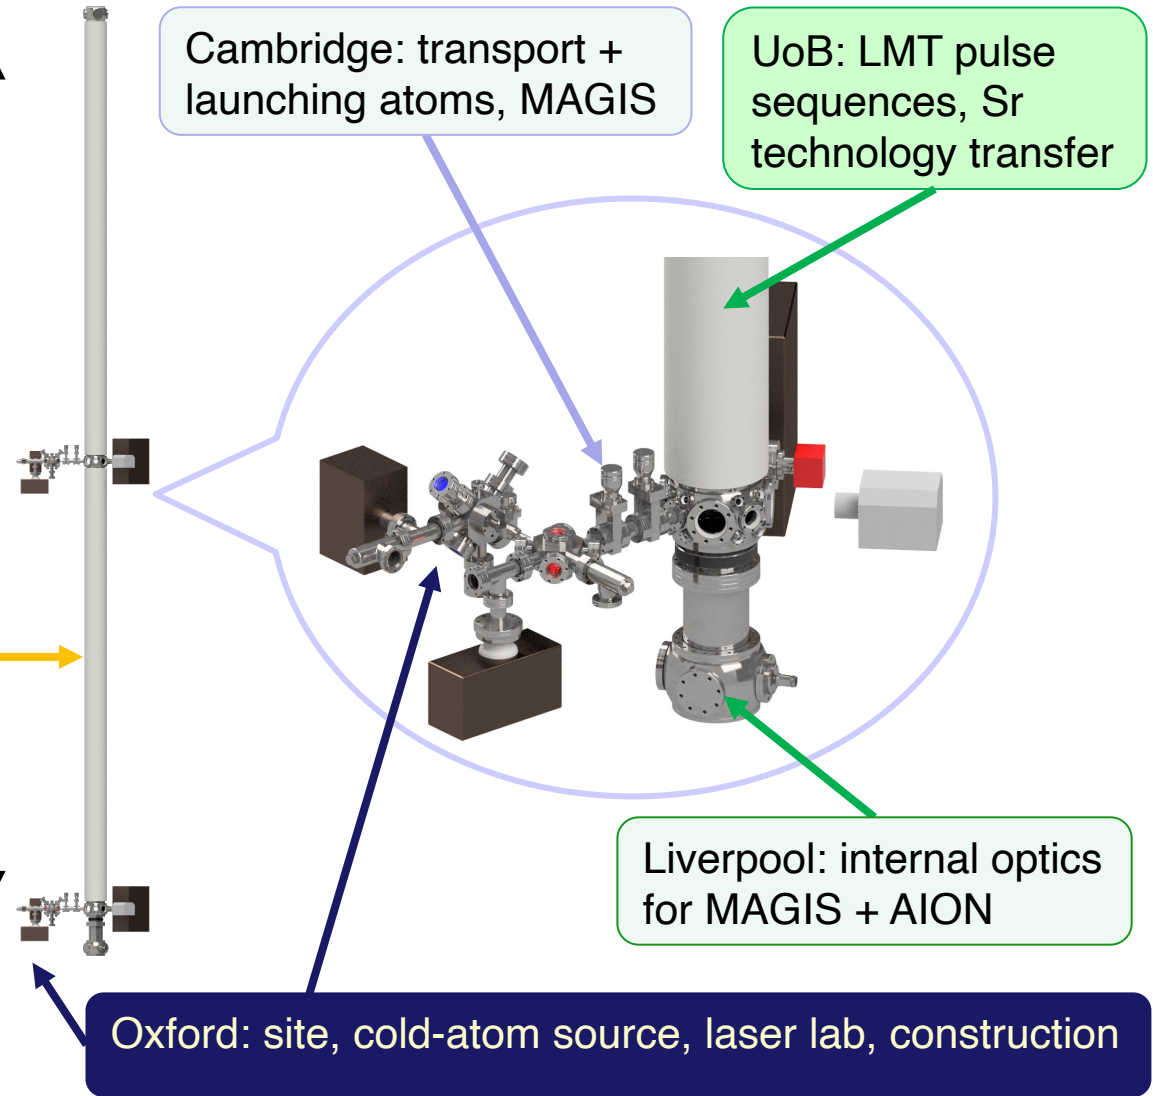 Cambridge: transport +
launching atoms, MAGIS
UoB: LMT pulse
sequences, Sr
technology transfer
Liverpool: internal optics
for MAGIS + AION
Oxford: site, cold-atom source, laser lab, construction